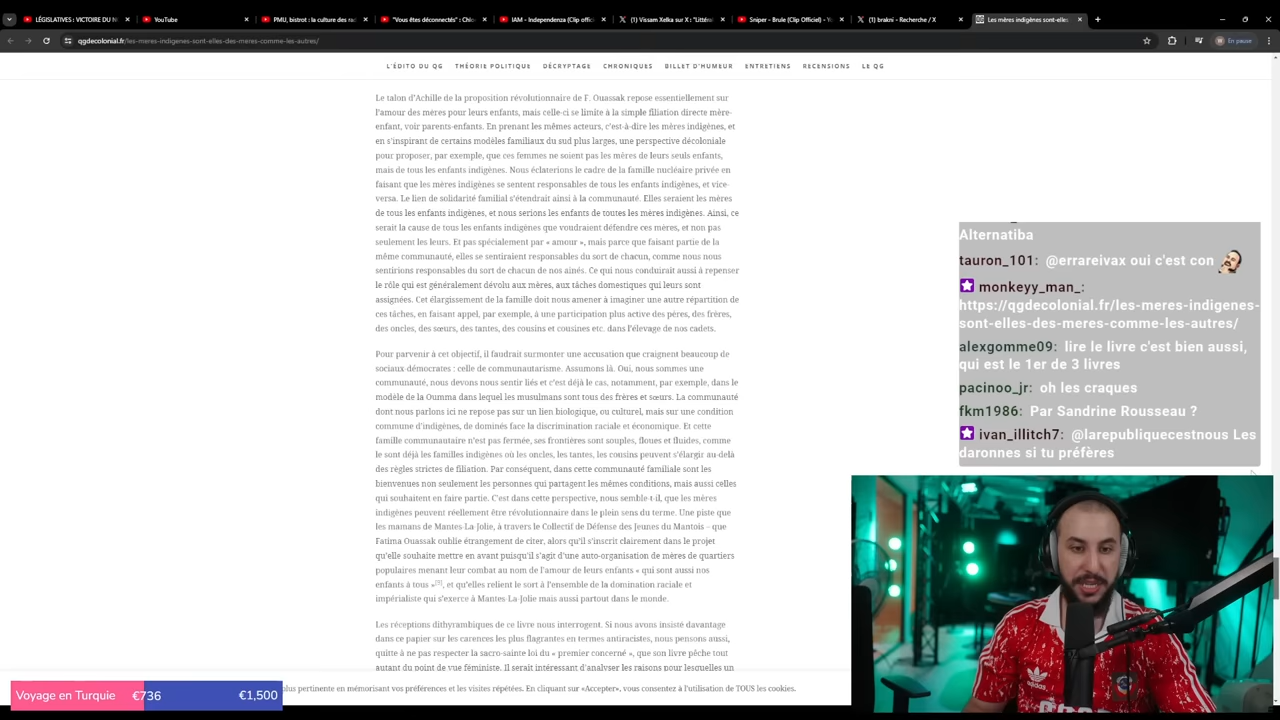 LÉGISLATIVES : VICTOIRE DU N
YouTube
PMU, bistrot : la culture des rac
"Vous êtes déconnectés" : Chlo
IAM - Independenza (Clip offici
(1) Vissam Xelka sur X : "Littéra
Sniper - Brule (Clip Officiel) - Yo
(1) brakni - Recherche / X
Les mères indigènes sont-elles
qgdecolonial.fr/les-meres-indigenes-sont-elles-des-meres-comme-les-autres/
En pause
L'ÉDITO DU QG THÉORIE POLITIQUE DÉCRYPTAGE CHRONIQUES BILLET D'HUMEUR ENTRETIENS RECENSIONS LE QG
Le talon d'Achille de la proposition révolutionnaire de F. Ouassak repose essentiellement sur
l'amour des mères pour leurs enfants, mais celle-ci se limite à la simple filiation directe mère-
enfant, voir parents-enfants. En prenant les mêmes acteurs, c'est-à-dire les mères indigènes, et
en s'inspirant de certains modèles familiaux du sud plus larges, une perspective décoloniale
pour proposer, par exemple, que ces femmes ne soient pas les mères de leurs seuls enfants,
mais de tous les enfants indigènes. Nous éclaterions le cadre de la famille nucléaire privée en
faisant que les mères indigènes se sentent responsables de tous les enfants indigènes, et vice-
versa. Le lien de solidarité familial s'étendrait ainsi à la communauté. Elles seraient les mères
de tous les enfants indigènes, et nous serions les enfants de toutes les mères indigènes. Ainsi, ce
serait la cause de tous les enfants indigènes que voudraient défendre ces mères, et non pas
seulement les leurs. Et pas spécialement par « amour », mais parce que faisant partie de la
même communauté, elles se sentiraient responsables du sort de chacun, comme nous nous
sentirions responsables du sort de chacun de nos ainés. Ce qui nous conduirait aussi à repenser
le rôle qui est généralement dévolu aux mères, aux tâches domestiques qui leurs sont
assignées. Cet élargissement de la famille doit nous amener à imaginer une autre répartition de
ces tâches, en faisant appel, par exemple, à une participation plus active des pères, des frères,
des oncles, des sœurs, des tantes, des cousins et cousines etc. dans l'élevage de nos cadets.
Pour parvenir à cet objectif, il faudrait surmonter une accusation que craignent beaucoup de
sociaux-démocrates : celle de communautarisme. Assumons là. Oui, nous sommes une
communauté, nous devons nous sentir liés et c'est déjà le cas, notamment, par exemple, dans le
modèle de la Oumma dans lequel les musulmans sont tous des frères et sœurs. La communauté
dont nous parlons ici ne repose pas sur un lien biologique, ou culturel, mais sur une condition
commune d'indigènes, de dominés face la discrimination raciale et économique. Et cette
famille communautaire n'est pas fermée, ses frontières sont souples, floues et fluides, comme
le sont déjà les familles indigènes où les oncles, les tantes, les cousins peuvent s'élargir au-delà
des règles strictes de filiation. Par conséquent, dans cette communauté familiale sont les
bienvenues non seulement les personnes qui partagent les mêmes conditions, mais aussi celles
qui souhaitent en faire partie. C'est dans cette perspective, nous semble-t-il, que les mères
indigènes peuvent réellement être révolutionnaire dans le plein sens du terme. Une piste que
les mamans de Mantes-La-Jolie, à travers le Collectif de Défense des Jeunes du Mantois – que
Fatima Ouassak oublie étrangement de citer, alors qu'il s'inscrit clairement dans le projet
qu'elle souhaite mettre en avant puisqu'il s'agit d'une auto-organisation de mères de quartiers
populaires menant leur combat au nom de l'amour de leurs enfants « qui sont aussi nos
enfants à tous », et qu'elles relient le sort à l'ensemble de la domination raciale et
impérialiste qui s'exerce à Mantes-La-Jolie mais aussi partout dans le monde.
Les réceptions dithyrambiques de ce livre nous interrogent. Si nous avons insisté davantage
dans ce papier sur les carences les plus flagrantes en termes antiracistes, nous pensons aussi,
quitte à ne pas respecter la sacro-sainte loi du « premier concerné », que son livre pêche tout
autant du point de vue féministe. Il serait intéressant d'analyser les raisons pour lesquelles un
plus pertinente en mémorisant vos préférences et les visites répétées. En cliquant sur «Accepter», vous consentez à l'utilisation de TOUS les cookies.
Alternatiba
tauron_101: @errareivax oui c'est con
monkeyy_man_:
https://qgdecolonial.fr/les-meres-indigenes-
sont-elles-des-meres-comme-les-autres/
alexgomme09: lire le livre c'est bien aussi,
qui est le 1er de 3 livres
pacinoo_jr: oh les craques
fkm1986: Par Sandrine Rousseau ?
ivan_illitch7: @larepubliquecestnous Les
daronnes si tu préfères
Voyage en Turquie €736 €1,500
adidas